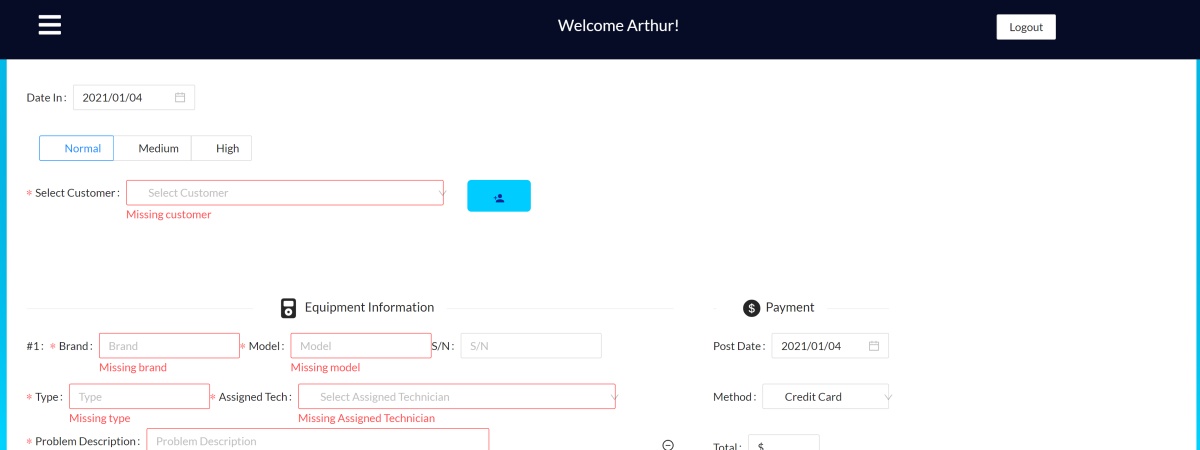 Welcome Arthur!
Logout
Date In: 2021/01/04
Normal Medium High
* Select Customer: Select Customer
Missing customer
Equipment Information
$ Payment
#1: * Brand: Brand * Model: Model S/N: S/N
Missing brand Missing model
Post Date: 2021/01/04
* Type: Type * Assigned Tech: Select Assigned Technician
Missing type Missing Assigned Technician
Method: Credit Card
* Problem Description: Problem Description
Total: $